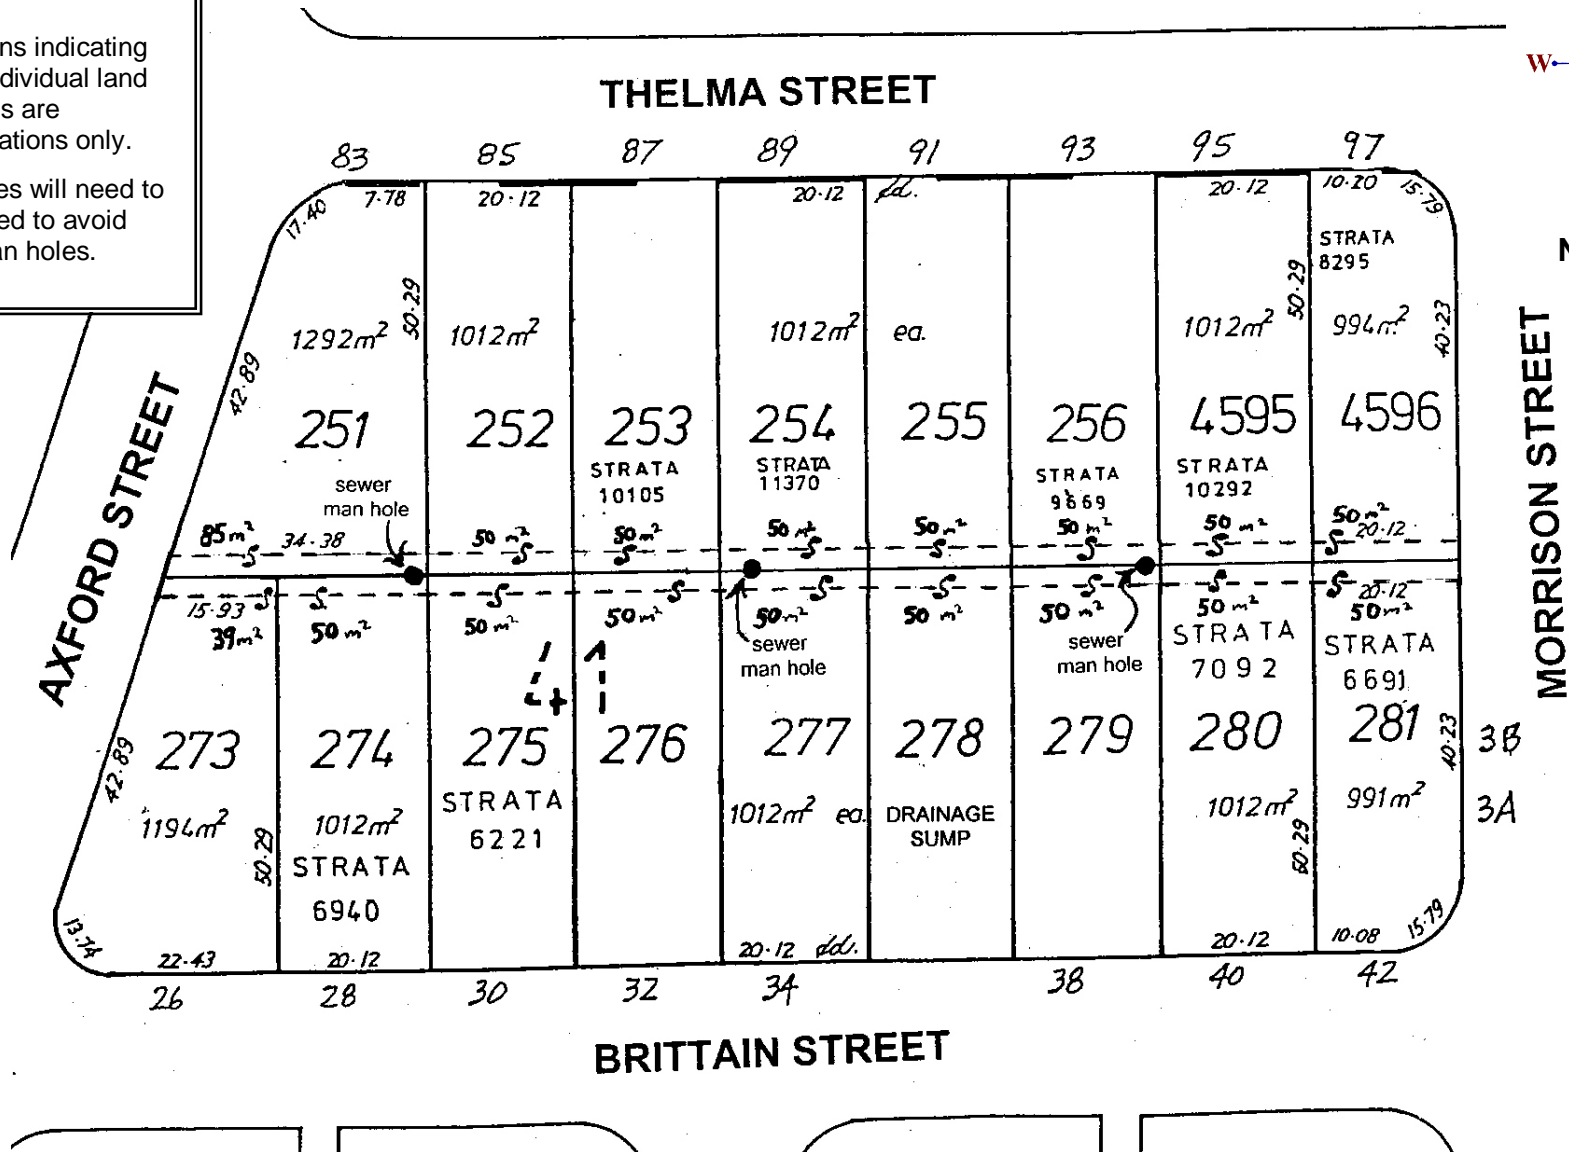 ns indicating
dividual land
s are
ations only.
es will need to
ed to avoid
an holes.
W
N
THELMA STREET
83 85 87 89 91 93 95 97
17.40 7.78 20.12 20.12 dd. 20.12 10.20 15.79
STRATA
8295
50.29 50.29 40.23
1292m² 1012m² 1012m² ea. 1012m² 994m²
42.89
251 252 253 254 255 256 4595 4596
STRATA
10105
STRATA
11370
STRATA
9669
STRATA
10292
sewer
man hole
85m² 34.38 50m² 50m² 50m² 50m² 50m² 50m² 50m² 20.12
S S S S S S S S
S S S S S S S S S
15.93 20.12
39m² 50m² 50m² 50m² 50m² 50m² 50m² 50m² 50m²
sewer
man hole
sewer
man hole
STRATA
7092
STRATA
6691
41
273 274 275 276 277 278 279 280 281
42.89 40.23
3B
3A
1194m² 1012m² 1012m² ea. 1012m² 991m²
STRATA
6221
DRAINAGE
SUMP
50.29 50.29
STRATA
6940
13.74 22.43 20.12 20.12 dd. 20.12 10.08 15.79
26 28 30 32 34 38 40 42
BRITTAIN STREET
AXFORD STREET
MORRISON STREET